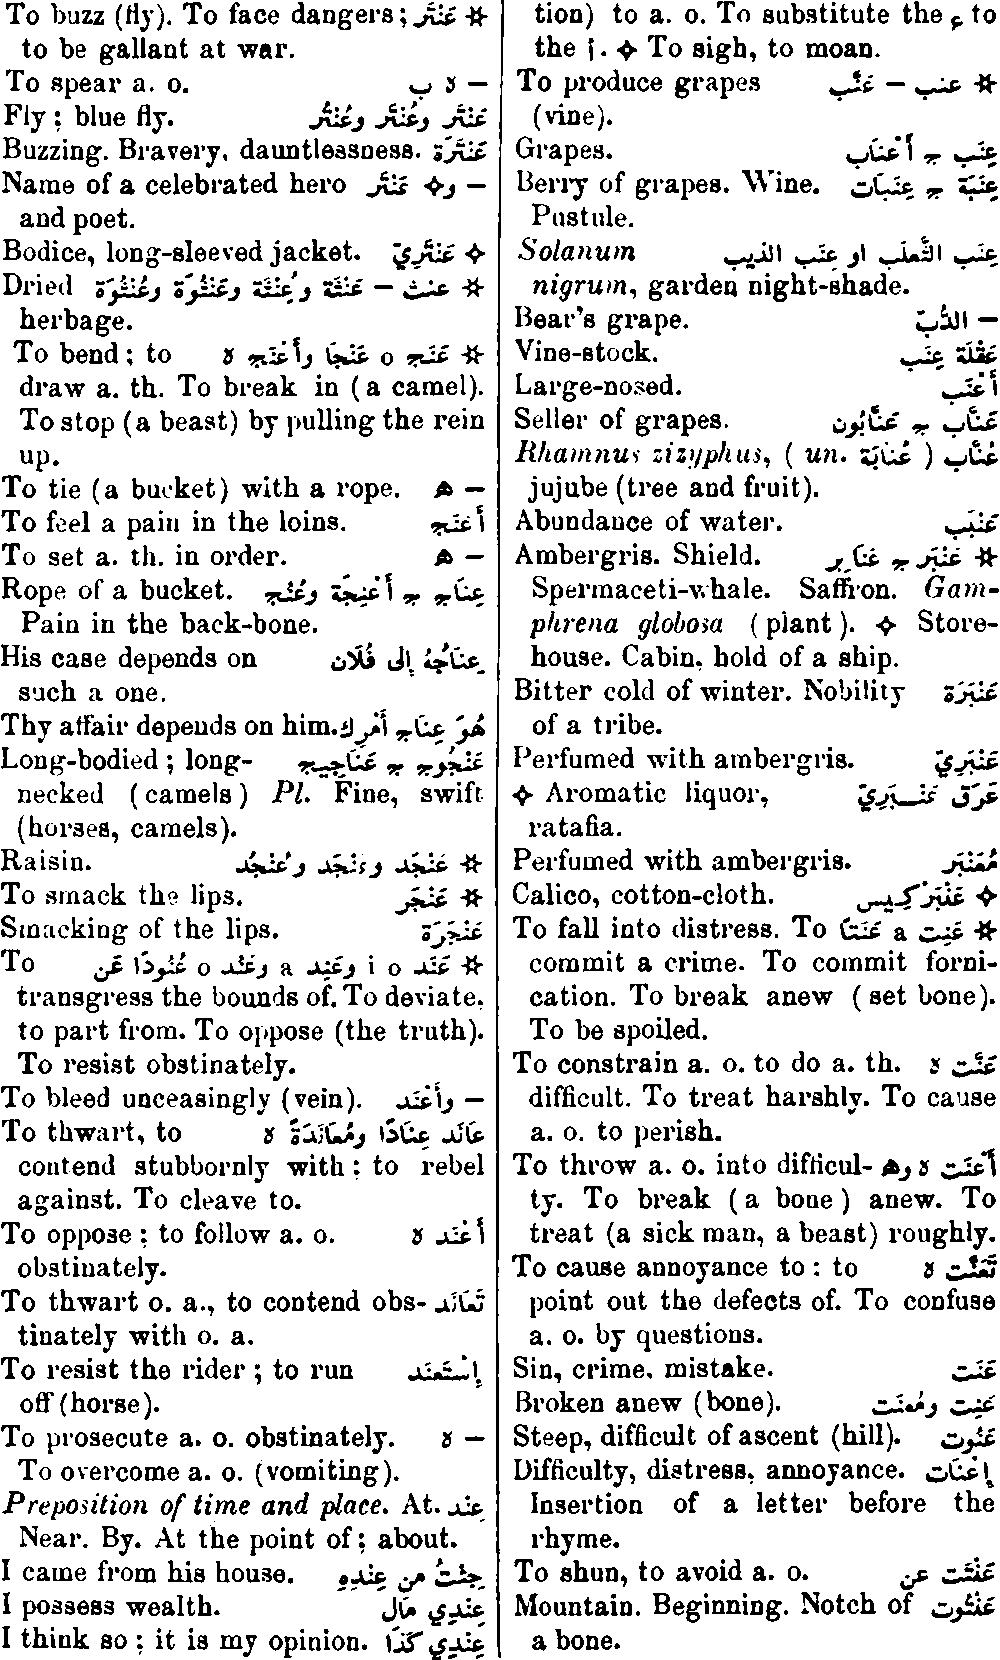 To buzz (fly). To face dangers; عَنْتَر ✲
to be gallant at war.
To spear a. o. — ه ب
Fly; blue fly. عَنْتَر وعُنْتَر وعُنْتُر
Buzzing. Bravery, dauntlessness. عَنْتَرَة
Name of a celebrated hero — و✧ عَنْتَر
and poet.
Bodice, long-sleeved jacket. ✧ عَنْتَرِيّ
Dried ✲ عنث — عَنْثَة وعُِنْثَة وعَنْثُوَة وعُنْثُوَة
herbage.
To bend; to ✲ عَنَج o عَنْجًا وأَعْنَج ه
draw a. th. To break in (a camel).
To stop (a beast) by pulling the rein
up.
To tie (a bucket) with a rope. — ه
To feel a pain in the loins. أَعْنَج
To set a. th. in order. — ه
Rope of a bucket. عِنَاج ج أَعْنِجَة وعُنُج
Pain in the back-bone.
His case depends on عِنَاجُهُ إِلى فُلَان
such a one.
Thy affair depends on him. هُوَ عِنَاج أَمْرِك
Long-bodied; long- عُنْجُوج ج عَنَاجِيج
necked (camels) Pl. Fine, swift
(horses, camels).
Raisin. ✲ عَنْجَد وعُنْجَد وعُنْجُد
To smack the lips. ✲ عَنْجَر
Smacking of the lips. عَنْجَرَة
To ✲ عَنَد i o وعَنِد a وعَنُد o عُنُودًا عَن
transgress the bounds of. To deviate,
to part from. To oppose (the truth).
To resist obstinately.
To bleed unceasingly (vein). — وأَعْنَد
To thwart, to عَانَد عِنَادًا ومُعَانَدَةً ه
contend stubbornly with; to rebel
against. To cleave to.
To oppose; to follow a. o. أَعْنَد ه
obstinately.
To thwart o. a., to contend obs- تَعَانَد
tinately with o. a.
To resist the rider; to run إِسْتَعْنَد
off (horse).
To prosecute a. o. obstinately. — ه
To overcome a. o. (vomiting).
Preposition of time and place. At. عِنْد
Near. By. At the point of; about.
I came from his house. جِئْتُ من عِنْدِهِ
I possess wealth. عِنْدِي مَال
I think so; it is my opinion. عِنْدِي كَذَا
tion) to a. o. To substitute the ع to
the أ. ✧ To sigh, to moan.
To produce grapes ✲ عنب — عَنَّب
(vine).
Grapes. عِنَب ج أَعْنَاب
Berry of grapes. Wine. عِنَبَة ج عِنَبَات
Pustule.
Solanum عِنَب الثَّعْلَب او عِنَب الذيب
nigrum, garden night-shade.
Bear's grape. — الدُّبّ
Vine-stock. عَقْلَة عِنَب
Large-nosed. أَعْنَب
Seller of grapes. عَنَّاب ج عَنَّابُون
Rhamnus zizyphus, (un. عُنَّاب ( عُنَّابَة
jujube (tree and fruit).
Abundance of water. عُنْبَب
Ambergris. Shield. ✲ عَنْبَر ج عَنَابِر
Spermaceti-whale. Saffron. Gam-
phrena globosa (plant). ✧ Store-
house. Cabin, hold of a ship.
Bitter cold of winter. Nobility عَنْبَرَة
of a tribe.
Perfumed with ambergris. عَنْبَرِيّ
✧ Aromatic liquor, عَرَق عَنْبَرِيّ
ratafia.
Perfumed with ambergris. مُعَنْبَر
Calico, cotton-cloth. ✧ عَنْبَرْكِيس
To fall into distress. To ✲ عَنِت a عَنَتًا
commit a crime. To commit forni-
cation. To break anew (set bone).
To be spoiled.
To constrain a. o. to do a. th. عَنَّت ه
difficult. To treat harshly. To cause
a. o. to perish.
To throw a. o. into difficul- أَعْنَت ه وه
ty. To break (a bone) anew. To
treat (a sick man, a beast) roughly.
To cause annoyance to: to تَعَنَّت ه
point out the defects of. To confuse
a. o. by questions.
Sin, crime, mistake. عَنَت
Broken anew (bone). عَنِت ومُعْنَت
Steep, difficult of ascent (hill). عَنُوت
Difficulty, distress, annoyance. إِعْنَات
Insertion of a letter before the
rhyme.
To shun, to avoid a. o. عَنْتَت عن
Mountain. Beginning. Notch of عُنْتُوت
a bone.